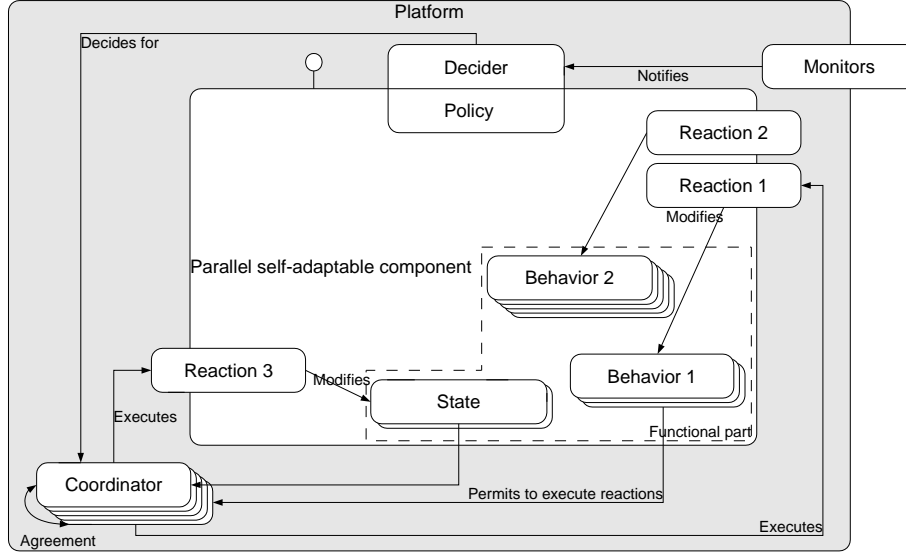 Platform
Decides for
Decider
Monitors
Notifies
Policy
Reaction 2
Reaction 1
Modifies
Parallel self-adaptable component
Behavior 2
Reaction 3
Modifies
Behavior 1
State
Executes
Functional part
Coordinator
Permits to execute reactions
Executes
Agreement